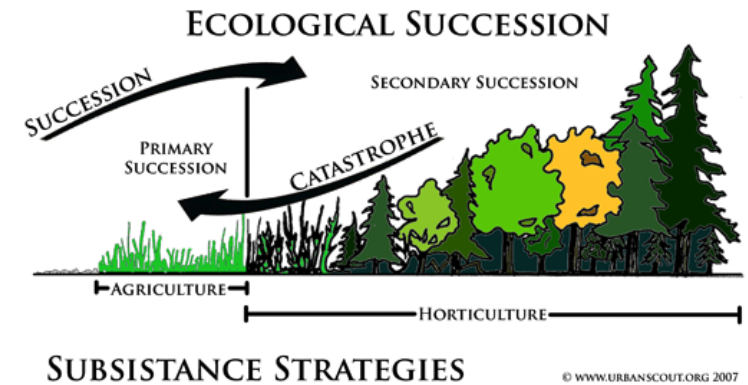 ECOLOGICAL SUCCESSION
SUCCESSION
SECONDARY SUCCESSION
PRIMARY
SUCCESSION
CATASTROPHE
AGRICULTURE
HORTICULTURE
SUBSISTANCE STRATEGIES
© WWW.URBANSCOUT.ORG 2007